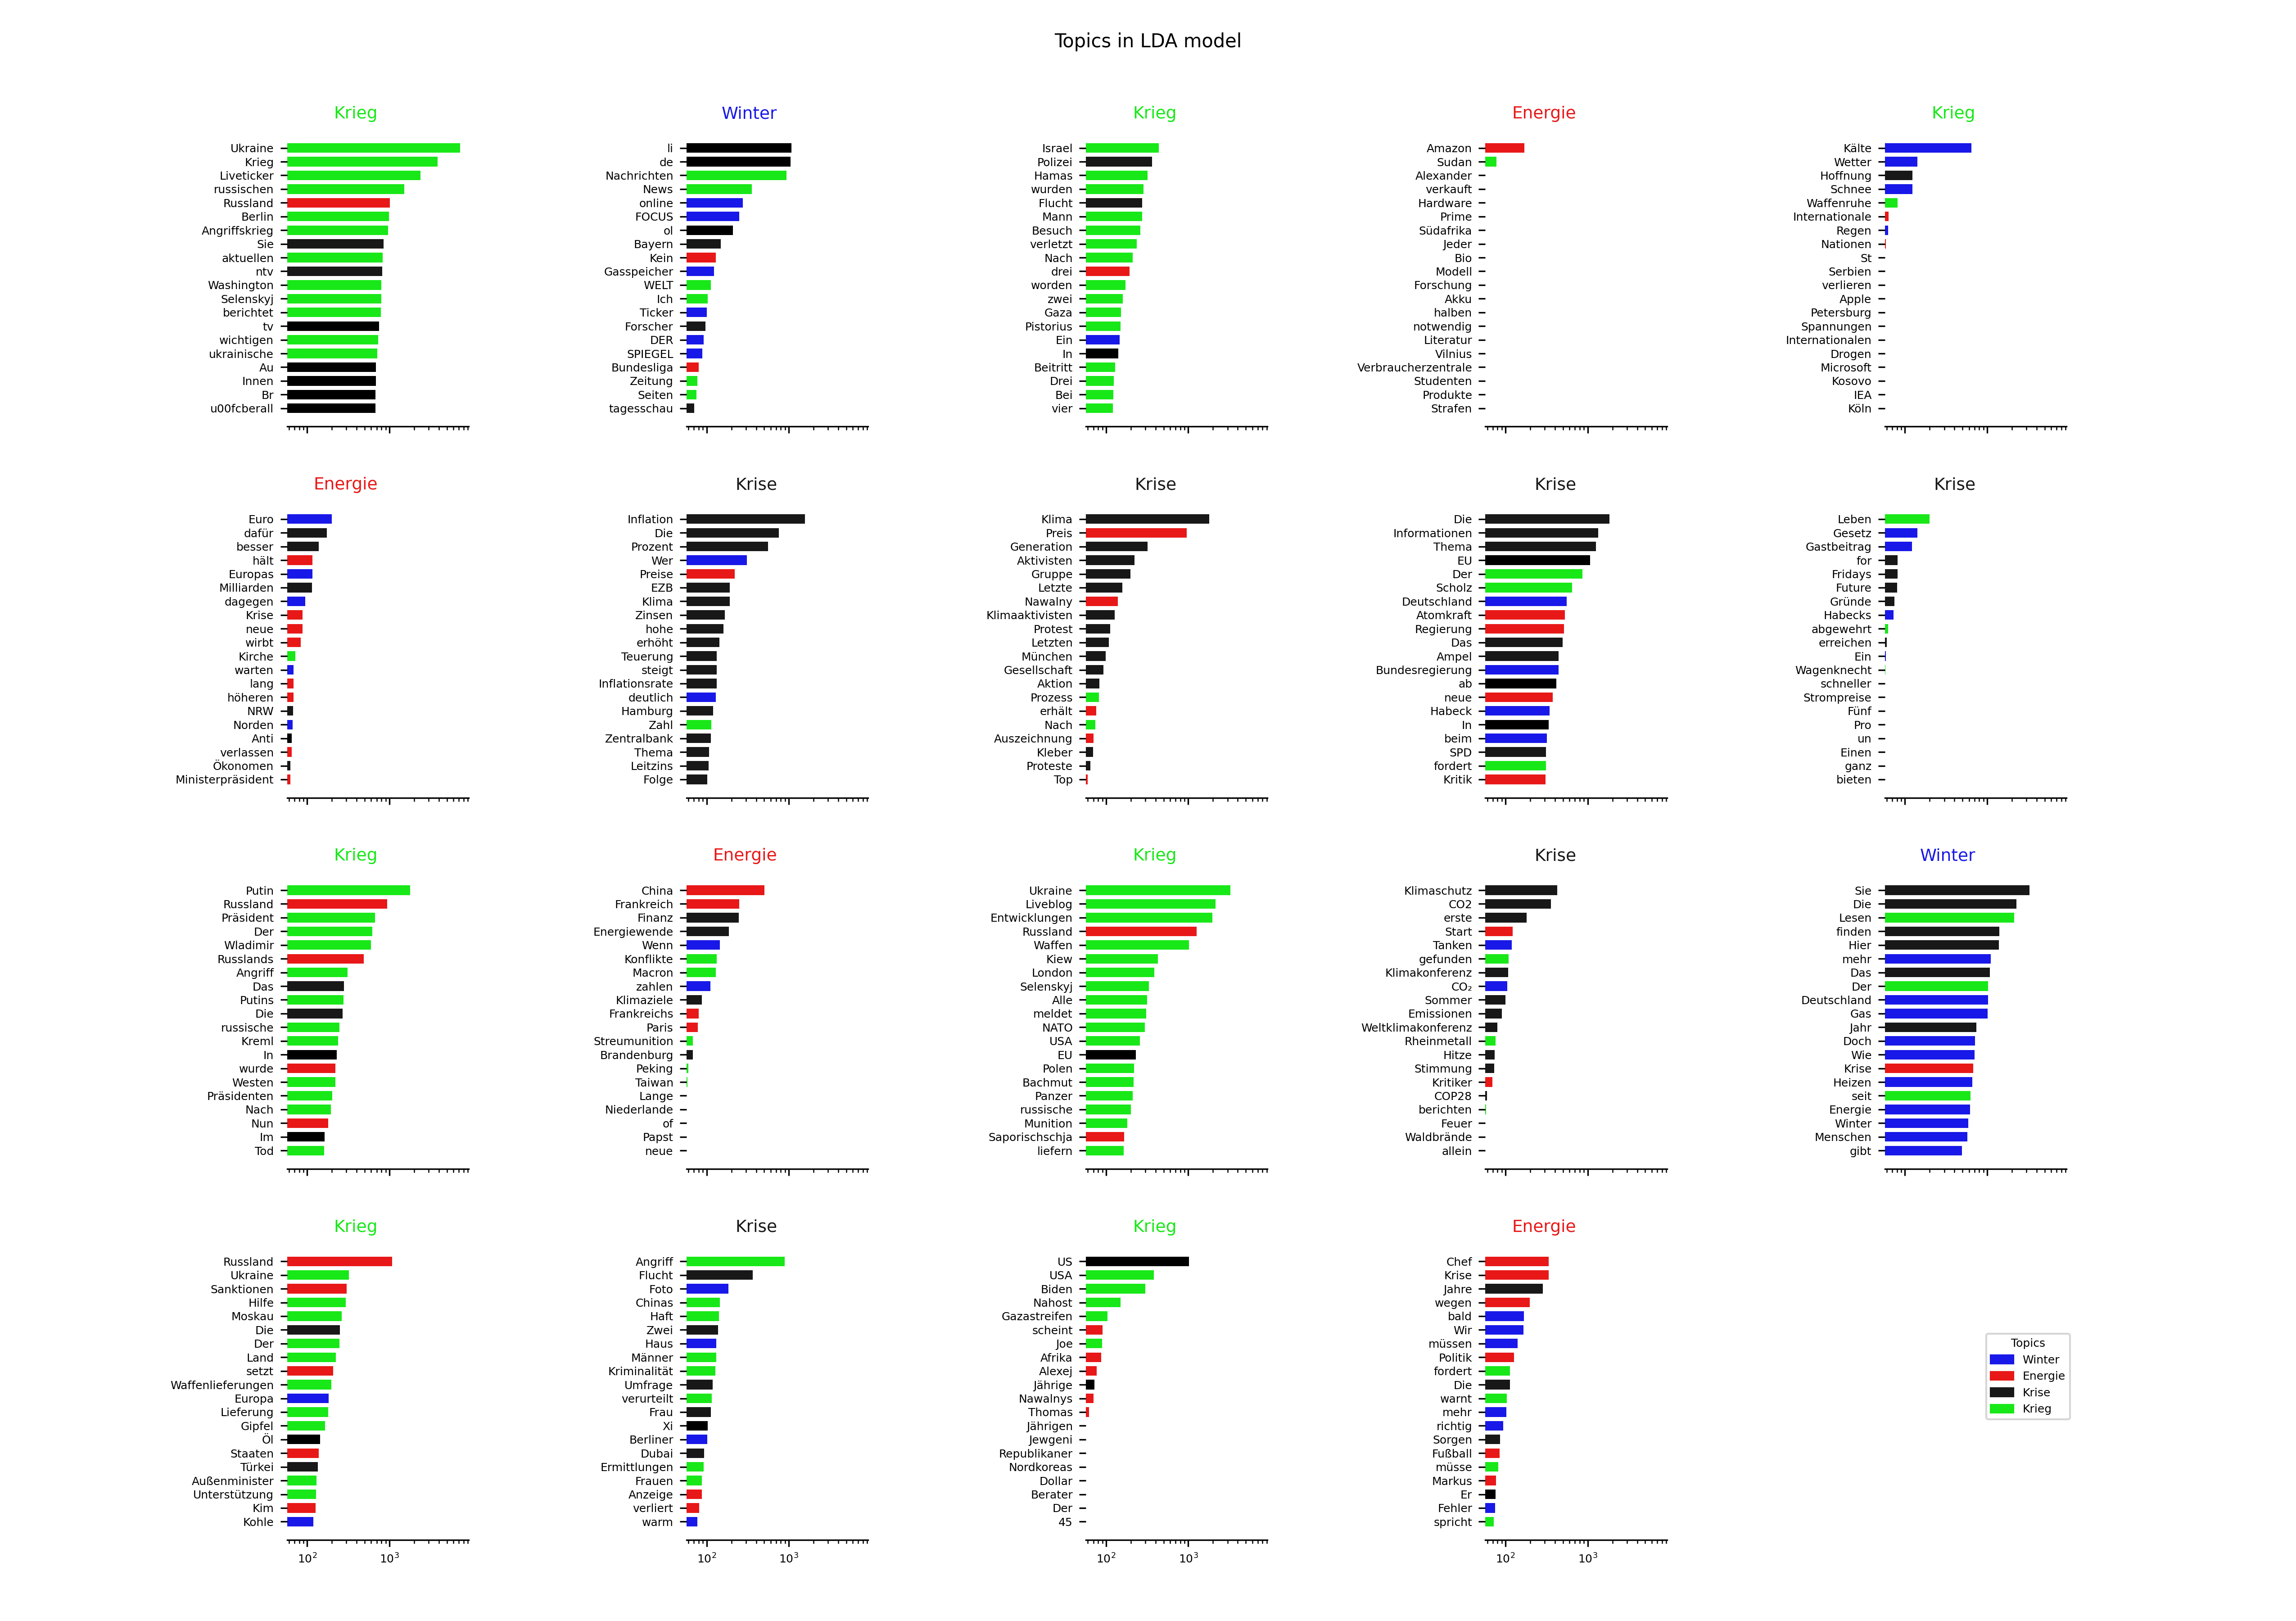 Topics in LDA model
Krieg
Ukraine
Krieg
Liveticker
russischen
Russland
Berlin
Angriffskrieg
Sie
aktuellen
ntv
Washington
Selenskyj
berichtet
tv
wichtigen
ukrainische
Au
Innen
Br
u00fcberall
Winter
li
de
Nachrichten
News
online
FOCUS
ol
Bayern
Kein
Gasspeicher
WELT
Ich
Ticker
Forscher
DER
SPIEGEL
Bundesliga
Zeitung
Seiten
tagesschau
Krieg
Israel
Polizei
Hamas
wurden
Flucht
Mann
Besuch
verletzt
Nach
drei
worden
zwei
Gaza
Pistorius
Ein
In
Beitritt
Drei
Bei
vier
Energie
Amazon
Sudan
Alexander
verkauft
Hardware
Prime
Südafrika
Jeder
Bio
Modell
Forschung
Akku
halben
notwendig
Literatur
Vilnius
Verbraucherzentrale
Studenten
Produkte
Strafen
Krieg
Kälte
Wetter
Hoffnung
Schnee
Waffenruhe
Internationale
Regen
Nationen
St
Serbien
verlieren
Apple
Petersburg
Spannungen
Internationalen
Drogen
Microsoft
Kosovo
IEA
Köln
Energie
Euro
dafür
besser
hält
Europas
Milliarden
dagegen
Krise
neue
wirbt
Kirche
warten
lang
höheren
NRW
Norden
Anti
verlassen
Ökonomen
Ministerpräsident
Krise
Inflation
Die
Prozent
Wer
Preise
EZB
Klima
Zinsen
hohe
erhöht
Teuerung
steigt
Inflationsrate
deutlich
Hamburg
Zahl
Zentralbank
Thema
Leitzins
Folge
Krise
Klima
Preis
Generation
Aktivisten
Gruppe
Letzte
Nawalny
Klimaaktivisten
Protest
Letzten
München
Gesellschaft
Aktion
Prozess
erhält
Nach
Auszeichnung
Kleber
Proteste
Top
Krise
Die
Informationen
Thema
EU
Der
Scholz
Deutschland
Atomkraft
Regierung
Das
Ampel
Bundesregierung
ab
neue
Habeck
In
beim
SPD
fordert
Kritik
Krise
Leben
Gesetz
Gastbeitrag
for
Fridays
Future
Gründe
Habecks
abgewehrt
erreichen
Ein
Wagenknecht
schneller
Strompreise
Fünf
Pro
un
Einen
ganz
bieten
Krieg
Putin
Russland
Präsident
Der
Wladimir
Russlands
Angriff
Das
Putins
Die
russische
Kreml
In
wurde
Westen
Präsidenten
Nach
Nun
Im
Tod
Energie
China
Frankreich
Finanz
Energiewende
Wenn
Konflikte
Macron
zahlen
Klimaziele
Frankreichs
Paris
Streumunition
Brandenburg
Peking
Taiwan
Lange
Niederlande
of
Papst
neue
Krieg
Ukraine
Liveblog
Entwicklungen
Russland
Waffen
Kiew
London
Selenskyj
Alle
meldet
NATO
USA
EU
Polen
Bachmut
Panzer
russische
Munition
Saporischschja
liefern
Krise
Klimaschutz
CO2
erste
Start
Tanken
gefunden
Klimakonferenz
CO₂
Sommer
Emissionen
Weltklimakonferenz
Rheinmetall
Hitze
Stimmung
Kritiker
COP28
berichten
Feuer
Waldbrände
allein
Winter
Sie
Die
Lesen
finden
Hier
mehr
Das
Der
Deutschland
Gas
Jahr
Doch
Wie
Krise
Heizen
seit
Energie
Winter
Menschen
gibt
Krieg
Russland
Ukraine
Sanktionen
Hilfe
Moskau
Die
Der
Land
setzt
Waffenlieferungen
Europa
Lieferung
Gipfel
Öl
Staaten
Türkei
Außenminister
Unterstützung
Kim
Kohle
10² 10³
Krise
Angriff
Flucht
Foto
Chinas
Haft
Zwei
Haus
Männer
Kriminalität
Umfrage
verurteilt
Frau
Xi
Berliner
Dubai
Ermittlungen
Frauen
Anzeige
verliert
warm
10² 10³
Krieg
US
USA
Biden
Nahost
Gazastreifen
scheint
Joe
Afrika
Alexej
Jährige
Nawalnys
Thomas
Jährigen
Jewgeni
Republikaner
Nordkoreas
Dollar
Berater
Der
45
10² 10³
Energie
Chef
Krise
Jahre
wegen
bald
Wir
müssen
Politik
fordert
Die
warnt
mehr
richtig
Sorgen
Fußball
müsse
Markus
Er
Fehler
spricht
10² 10³
Topics
Winter
Energie
Krise
Krieg